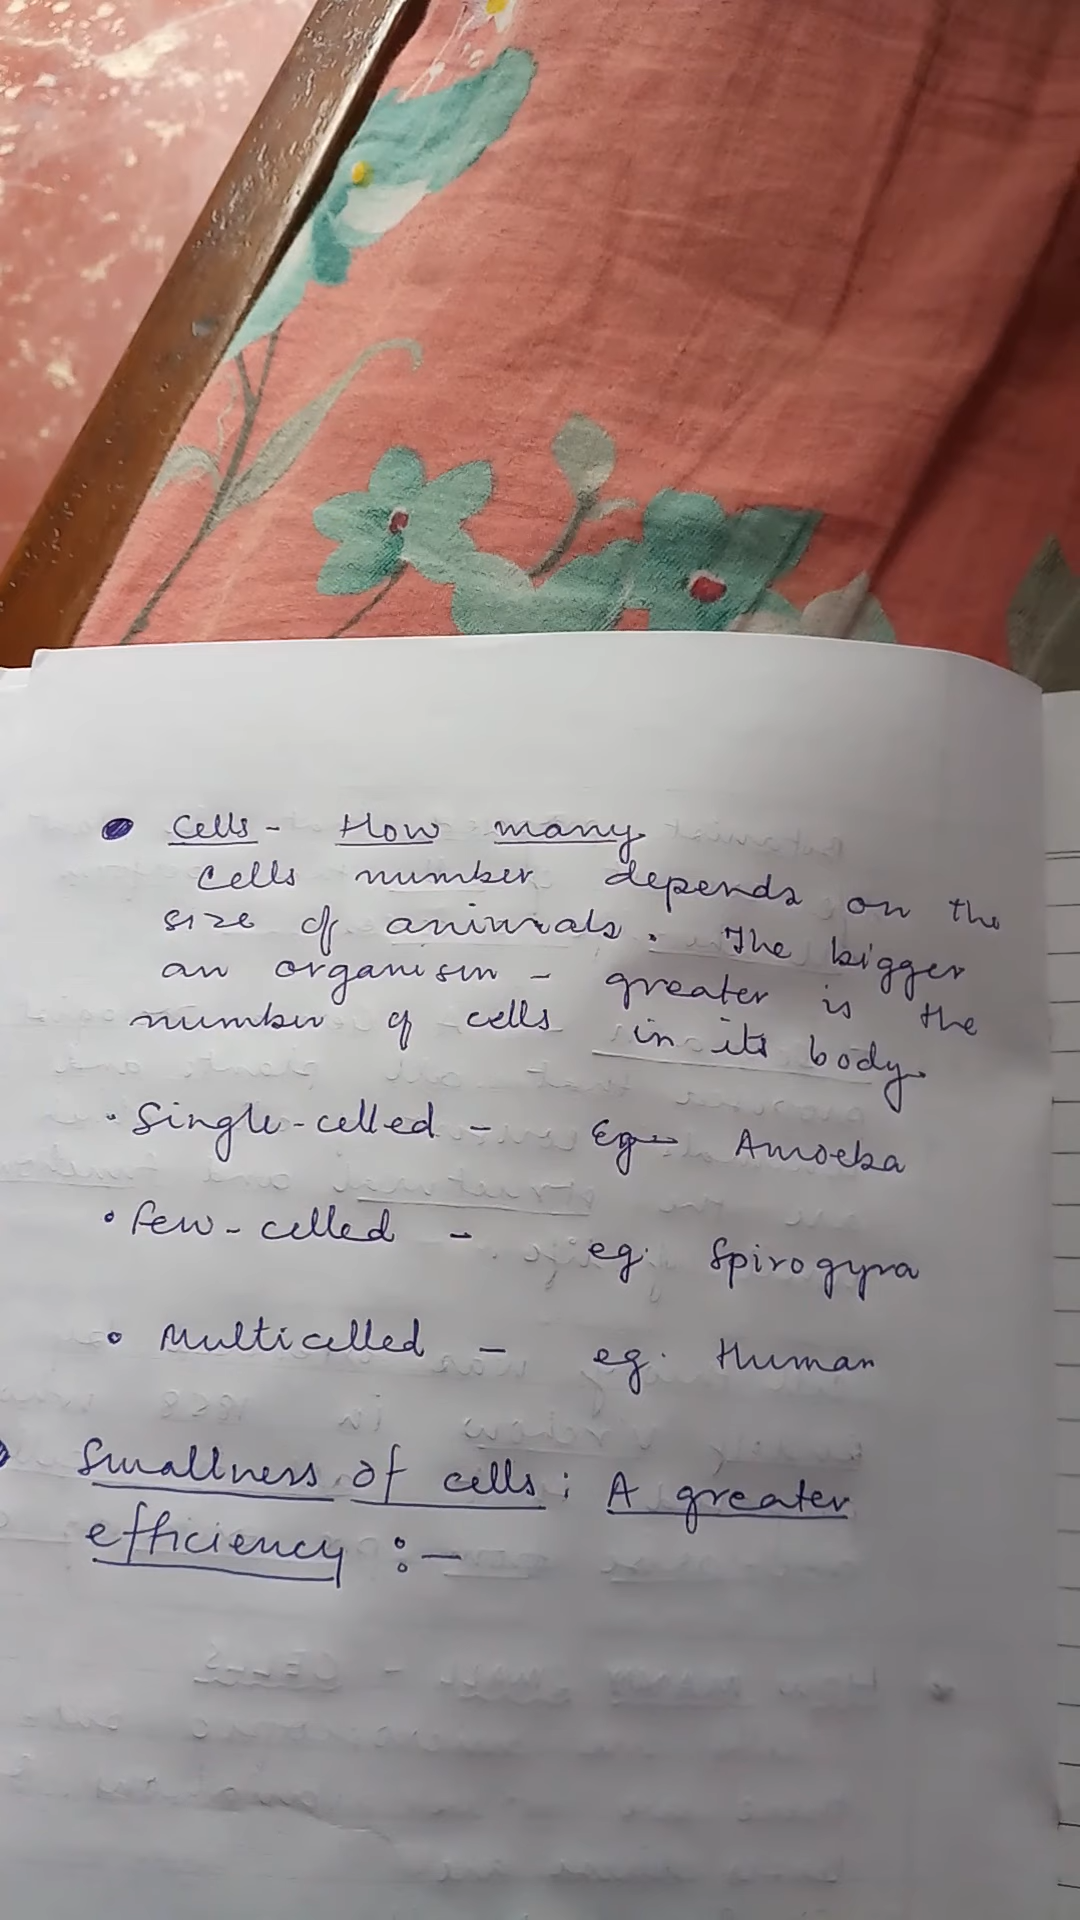 Cells - How many.
Cells number depends on the
size of animals. The bigger
an organism - greater is the
number of cells in its body.
• Single-celled - Eg- Amoeba
• Few-celled - eg. Spirogyra
• Multicelled - eg. Human
Smallness of cells; A greater
efficiency :-